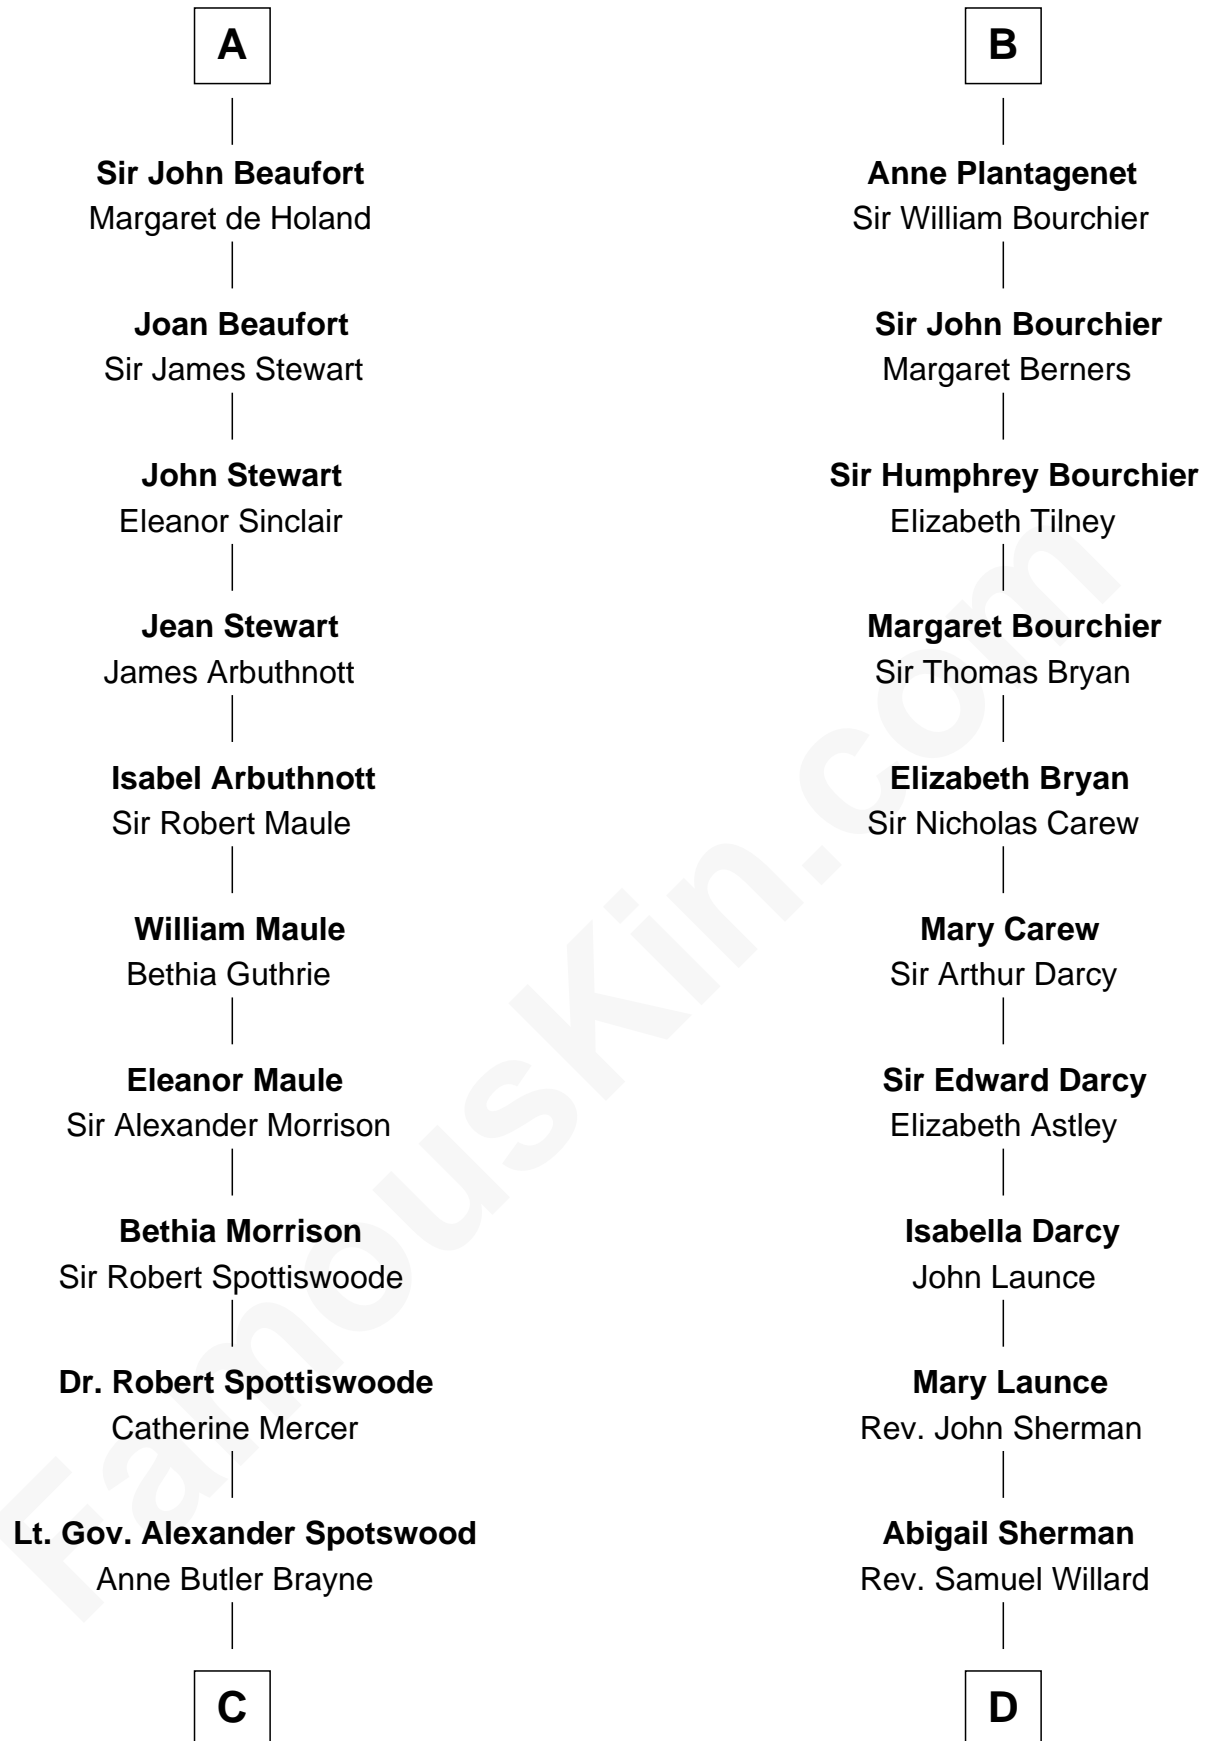 A
Sir John Beaufort
Margaret de Holand
Joan Beaufort
Sir James Stewart
John Stewart
Eleanor Sinclair
Jean Stewart
James Arbuthnott
Isabel Arbuthnott
Sir Robert Maule
William Maule
Bethia Guthrie
Eleanor Maule
Sir Alexander Morrison
Bethia Morrison
Sir Robert Spottiswoode
Dr. Robert Spottiswoode
Catherine Mercer
Lt. Gov. Alexander Spotswood
Anne Butler Brayne
C
B
Anne Plantagenet
Sir William Bourchier
Sir John Bourchier
Margaret Berners
Sir Humphrey Bourchier
Elizabeth Tilney
Margaret Bourchier
Sir Thomas Bryan
Elizabeth Bryan
Sir Nicholas Carew
Mary Carew
Sir Arthur Darcy
Sir Edward Darcy
Elizabeth Astley
Isabella Darcy
John Launce
Mary Launce
Rev. John Sherman
Abigail Sherman
Rev. Samuel Willard
D
FamousKin.com